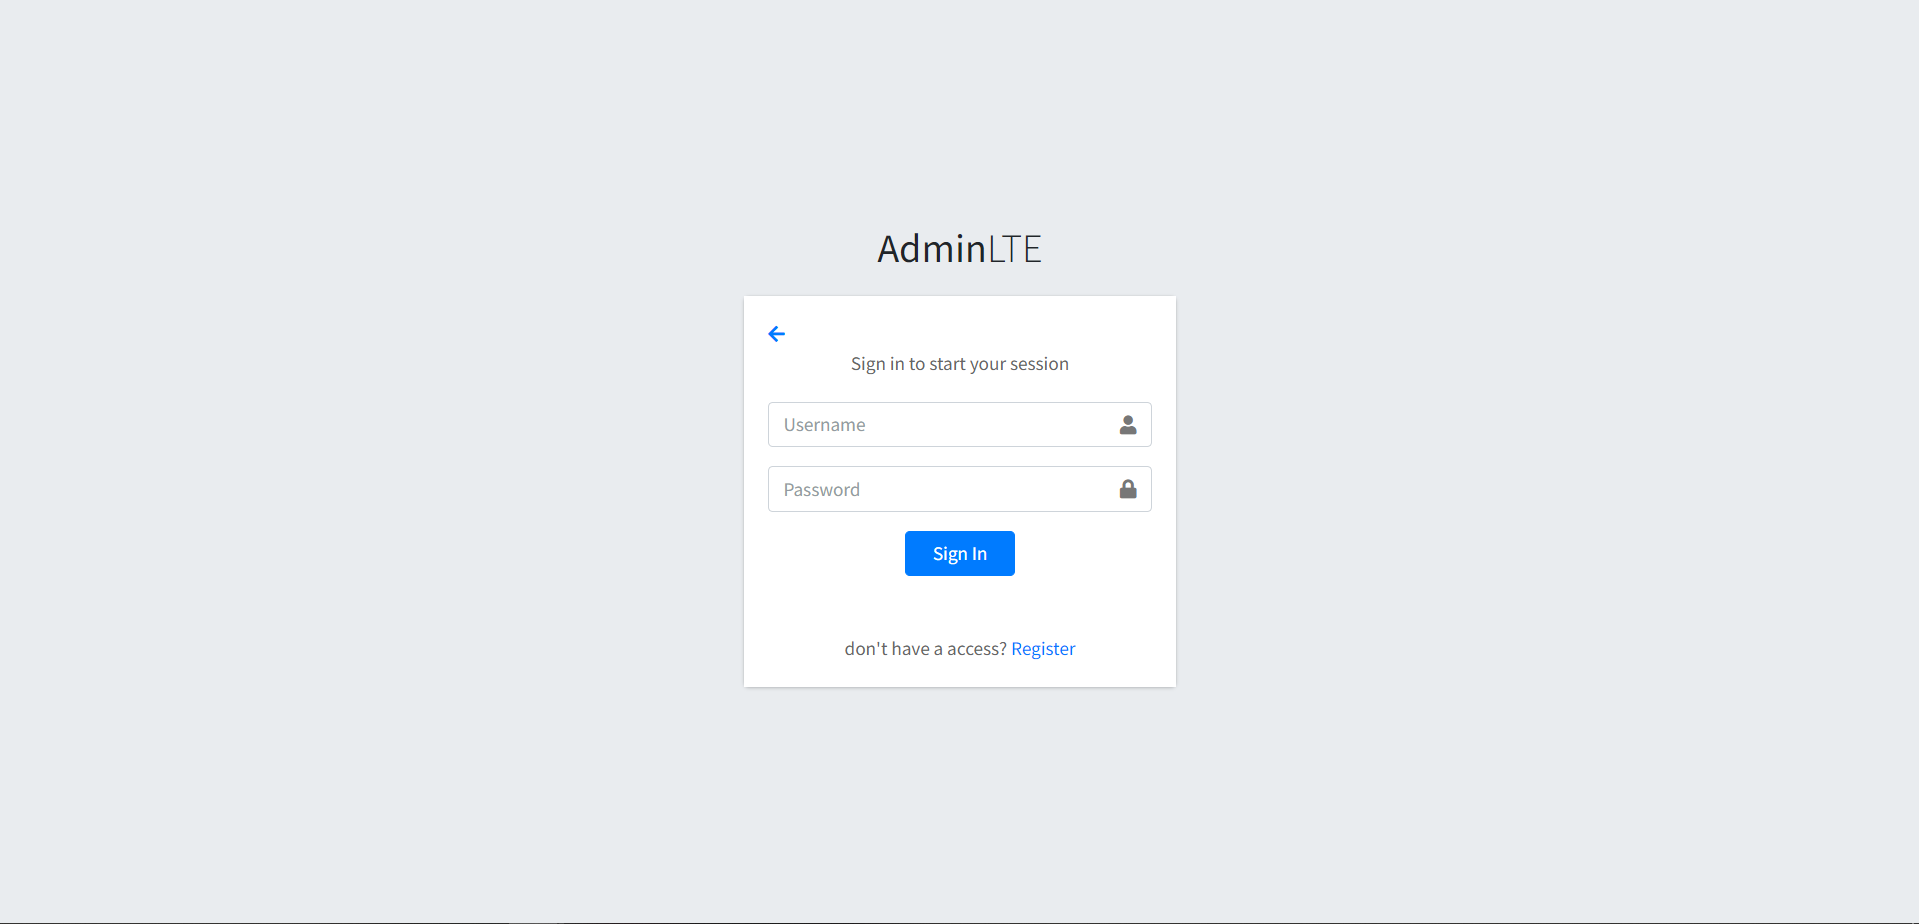 AdminLTE
Sign in to start your session
Username
Password
Sign In
don't have a access? Register